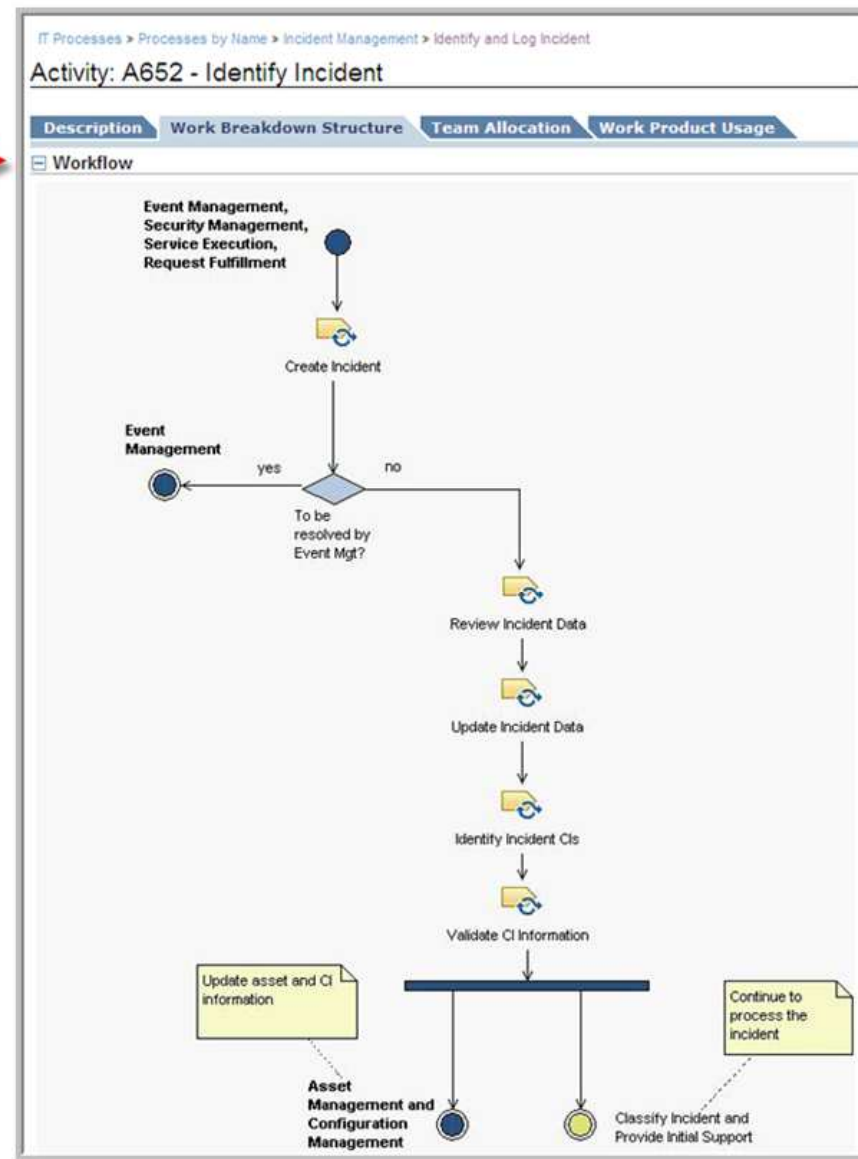 IT Processes > Processes by Name > Incident Management > Identify and Log Incident
Activity: A652 - Identify Incident
Description Work Breakdown Structure Team Allocation Work Product Usage
Workflow
Event Management,
Security Management,
Service Execution,
Request Fulfillment
Create Incident
Event
Management
yes
no
To be
resolved by
Event Mgt?
Review Incident Data
Update Incident Data
Identify Incident CIs
Validate CI Information
Update asset and CI
information
Continue to
process the
incident
Asset
Management and
Configuration
Management
Classify Incident and
Provide Initial Support